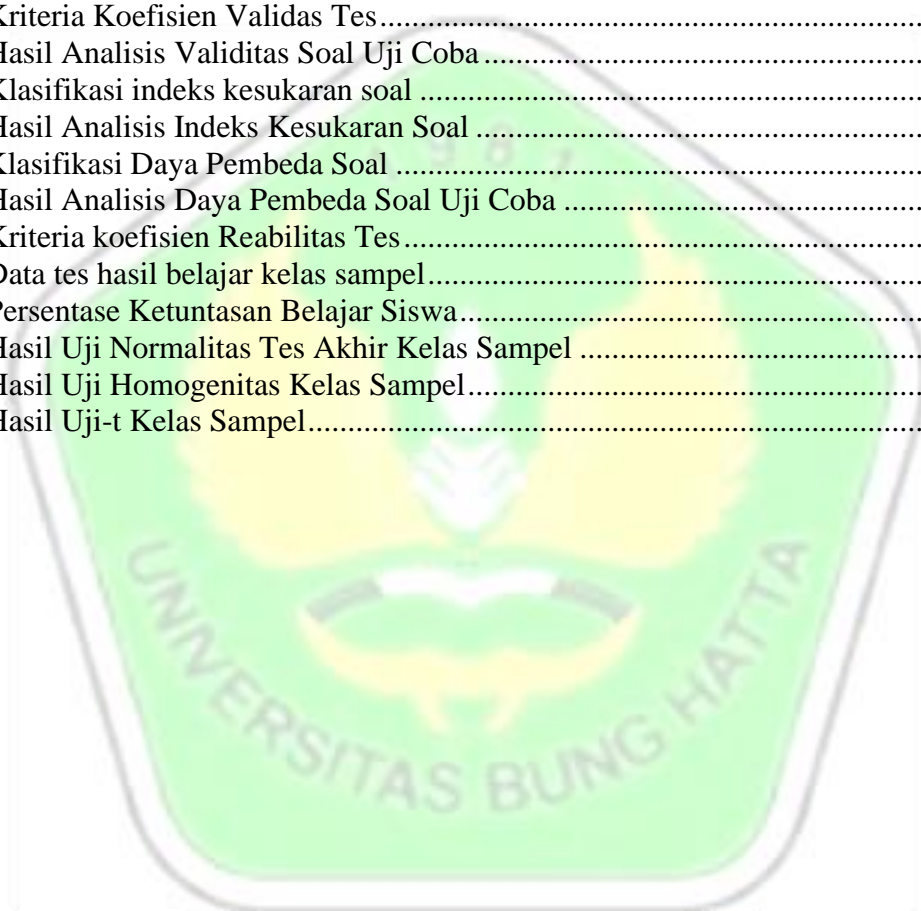 Kriteria Koefisien Validas Tes........................................................................
Hasil Analisis Validitas Soal Uji Coba........................................................
Klasifikasi indeks kesukaran soal..................................................................
Hasil Analisis Indeks Kesukaran Soal.........................................................
Klasifikasi Daya Pembeda Soal.....................................................................
Hasil Analisis Daya Pembeda Soal Uji Coba.............................................
Kriteria koefisien Reabilitas Tes....................................................................
Data tes hasil belajar kelas sampel................................................................
Persentase Ketuntasan Belajar Siswa............................................................
Hasil Uji Normalitas Tes Akhir Kelas Sampel...........................................
Hasil Uji Homogenitas Kelas Sampel...........................................................
Hasil Uji-t Kelas Sampel...................................................................................
1981
UNIVERSITAS BUNG HATTA